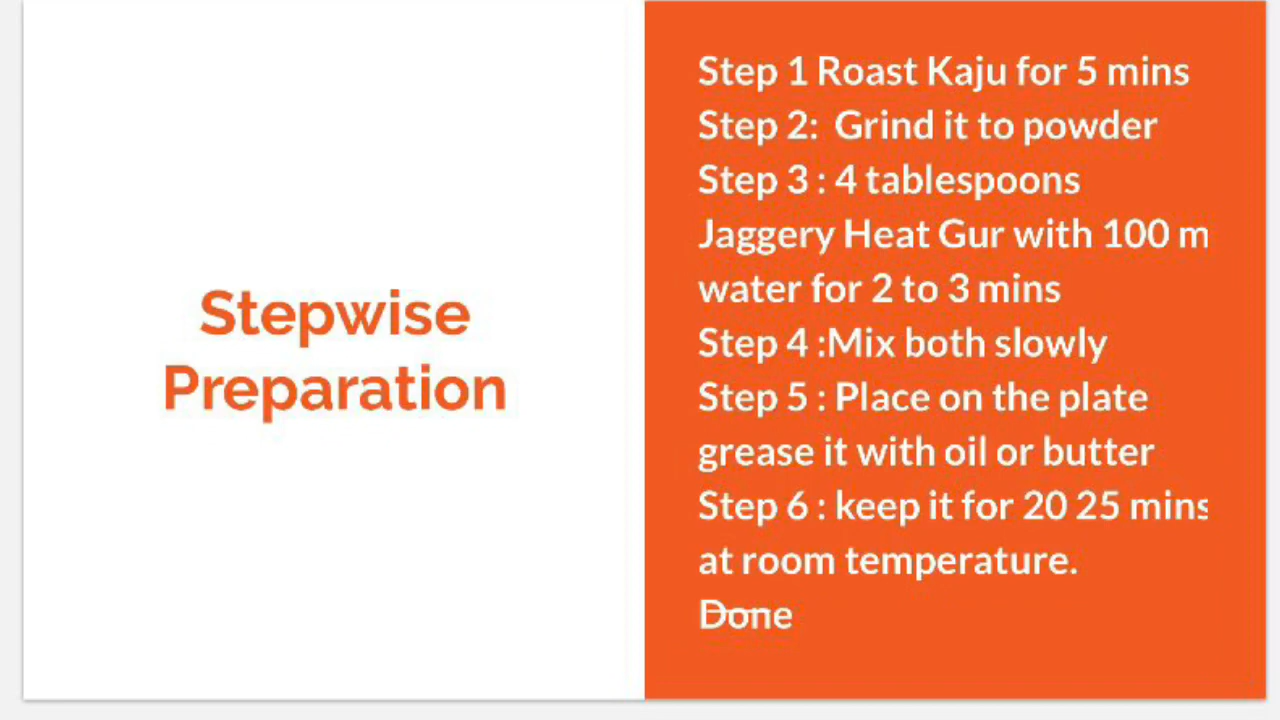 Stepwise
Preparation
Step 1 Roast Kaju for 5 mins
Step 2: Grind it to powder
Step 3 : 4 tablespoons
Jaggery Heat Gur with 100 m
water for 2 to 3 mins
Step 4 :Mix both slowly
Step 5 : Place on the plate
grease it with oil or butter
Step 6 : keep it for 20 25 mins
at room temperature.
Done